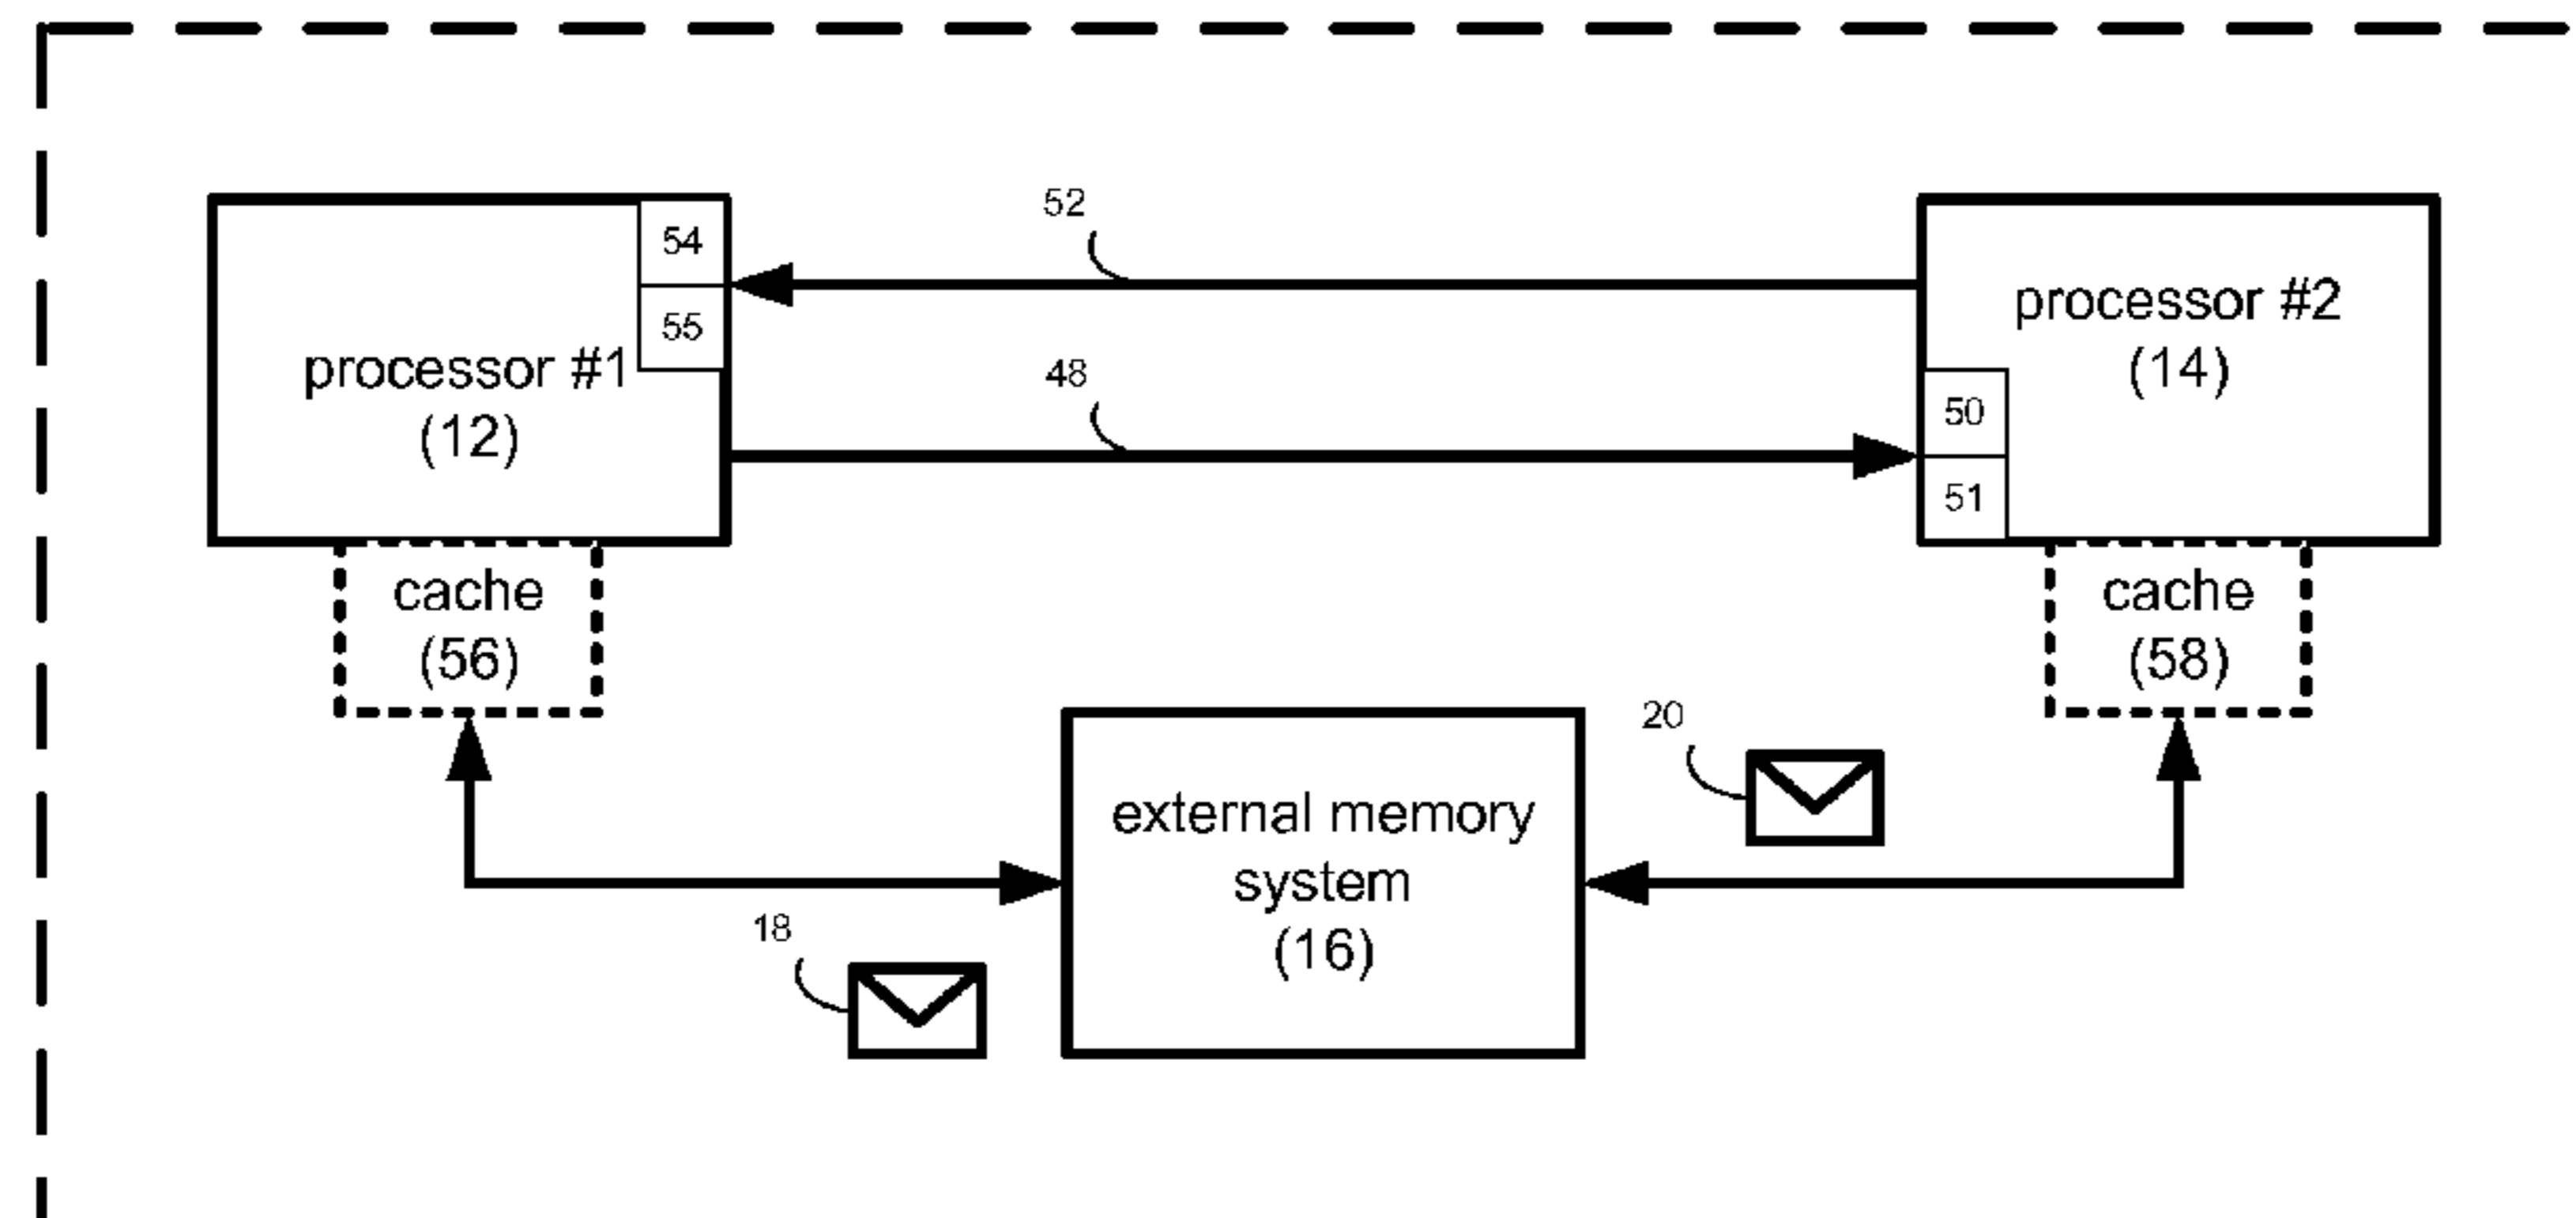 52
54
55
processor #1
(12)
48
processor #2
(14)
50
51
cache
(56)
cache
(58)
20
external memory
system
(16)
18